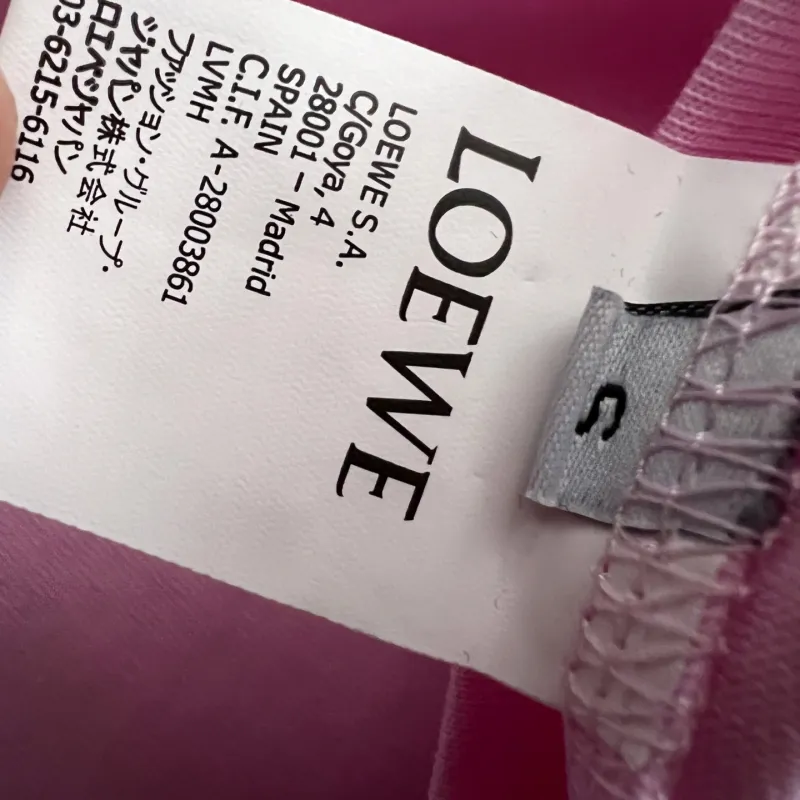 S
LOEWE
LOEWE S.A.
C/Goya, 4
28001 – Madrid
SPAIN
C.I.F. A-28003861
LVMH
ファッション・グループ・
ジャパン株式会社
ロエベジャパン
03-6215-6116